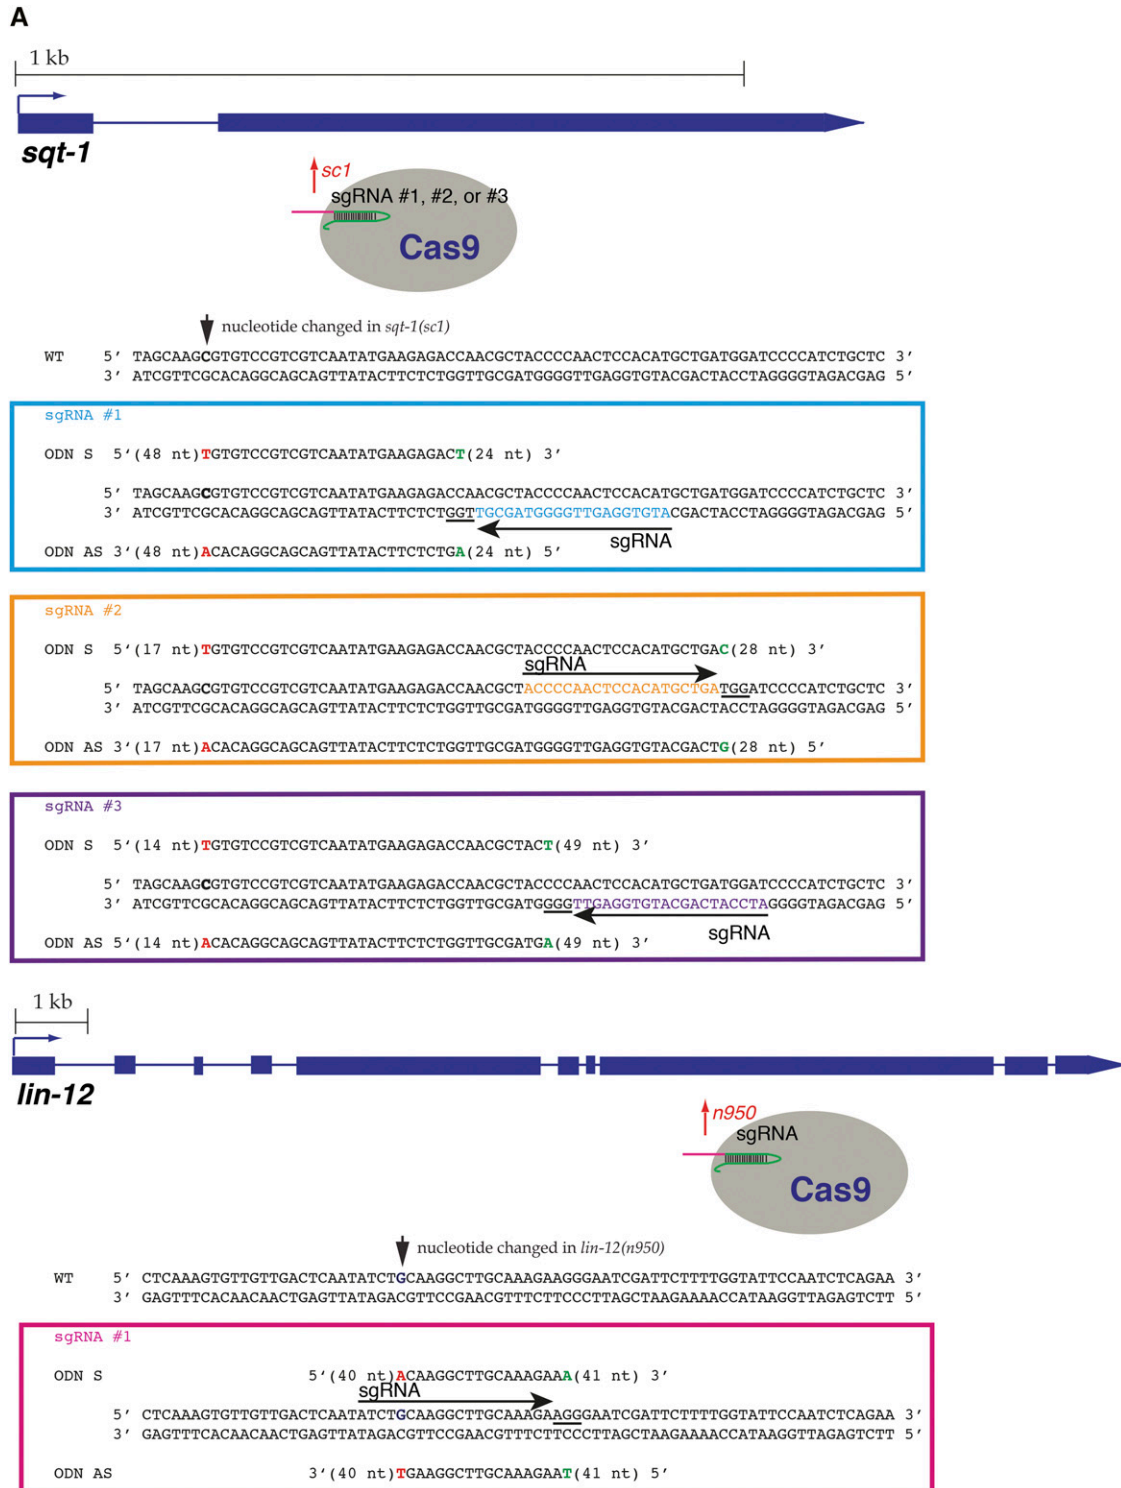 A
1 kb
sqt-1
sc1
sgRNA #1, #2, or #3
Cas9
nucleotide changed in sqt-1(sc1)
WT 5′ TAGCAAGCGTGTCCGTCGTCAATATGAAGAGACCAACGCTACCCCAACTCCACATGCTGATGGATCCCCATCTGCTC 3′
3′ ATCGTTCGCACAGGCAGCAGTTATACTTCTCTGGTTGCGATGGGGTTGAGGTGTACGACTACCTAGGGGTAGACGAG 5′
sgRNA #1
ODN S 5′(48 nt)TGTGTCCGTCGTCAATATGAAGAGACT(24 nt) 3′
5′ TAGCAAGCGTGTCCGTCGTCAATATGAAGAGACCAACGCTACCCCAACTCCACATGCTGATGGATCCCCATCTGCTC 3′
3′ ATCGTTCGCACAGGCAGCAGTTATACTTCTCTGGTTGCGATGGGGTTGAGGTGTACGACTACCTAGGGGTAGACGAG 5′
sgRNA
ODN AS 3′(48 nt)ACACAGGCAGCAGTTATACTTCTCTGA(24 nt) 5′
sgRNA #2
ODN S 5′(17 nt)TGTGTCCGTCGTCAATATGAAGAGACCAACGCTACCCCAACTCCACATGCTGAC(28 nt) 3′
sgRNA
5′ TAGCAAGCGTGTCCGTCGTCAATATGAAGAGACCAACGCTACCCCAACTCCACATGCTGATGGATCCCCATCTGCTC 3′
3′ ATCGTTCGCACAGGCAGCAGTTATACTTCTCTGGTTGCGATGGGGTTGAGGTGTACGACTACCTAGGGGTAGACGAG 5′
ODN AS 3′(17 nt)ACACAGGCAGCAGTTATACTTCTCTGGTTGCGATGGGGTTGAGGTGTACGACTG(28 nt) 5′
sgRNA #3
ODN S 5′(14 nt)TGTGTCCGTCGTCAATATGAAGAGACCAACGCTACT(49 nt) 3′
5′ TAGCAAGCGTGTCCGTCGTCAATATGAAGAGACCAACGCTACCCCAACTCCACATGCTGATGGATCCCCATCTGCTC 3′
3′ ATCGTTCGCACAGGCAGCAGTTATACTTCTCTGGTTGCGATGGGGTTGAGGTGTACGACTACCTAGGGGTAGACGAG 5′
sgRNA
ODN AS 5′(14 nt)ACACAGGCAGCAGTTATACTTCTCTGGTTGCGATGA(49 nt) 3′
1 kb
lin-12
n950
sgRNA
Cas9
nucleotide changed in lin-12(n950)
WT 5′ CTCAAAGTGTTGTTGACTCAATATCTGCAAGGCTTGCAAAGAAGGGAATCGATTCTTTTGGTATTCCAATCTCAGAA 3′
3′ GAGTTTCACAACAACTGAGTTATAGACGTTCCGAACGTTTCTTCCCTTAGCTAAGAAAACCATAAGGTTAGAGTCTT 5′
sgRNA #1
ODN S 5′(40 nt)ACAAGGCTTGCAAAGAAA(41 nt) 3′
sgRNA
5′ CTCAAAGTGTTGTTGACTCAATATCTGCAAGGCTTGCAAAGAAGGGAATCGATTCTTTTGGTATTCCAATCTCAGAA 3′
3′ GAGTTTCACAACAACTGAGTTATAGACGTTCCGAACGTTTCTTCCCTTAGCTAAGAAAACCATAAGGTTAGAGTCTT 5′
ODN AS 3′(40 nt)TGAAGGCTTGCAAAGAAT(41 nt) 5′